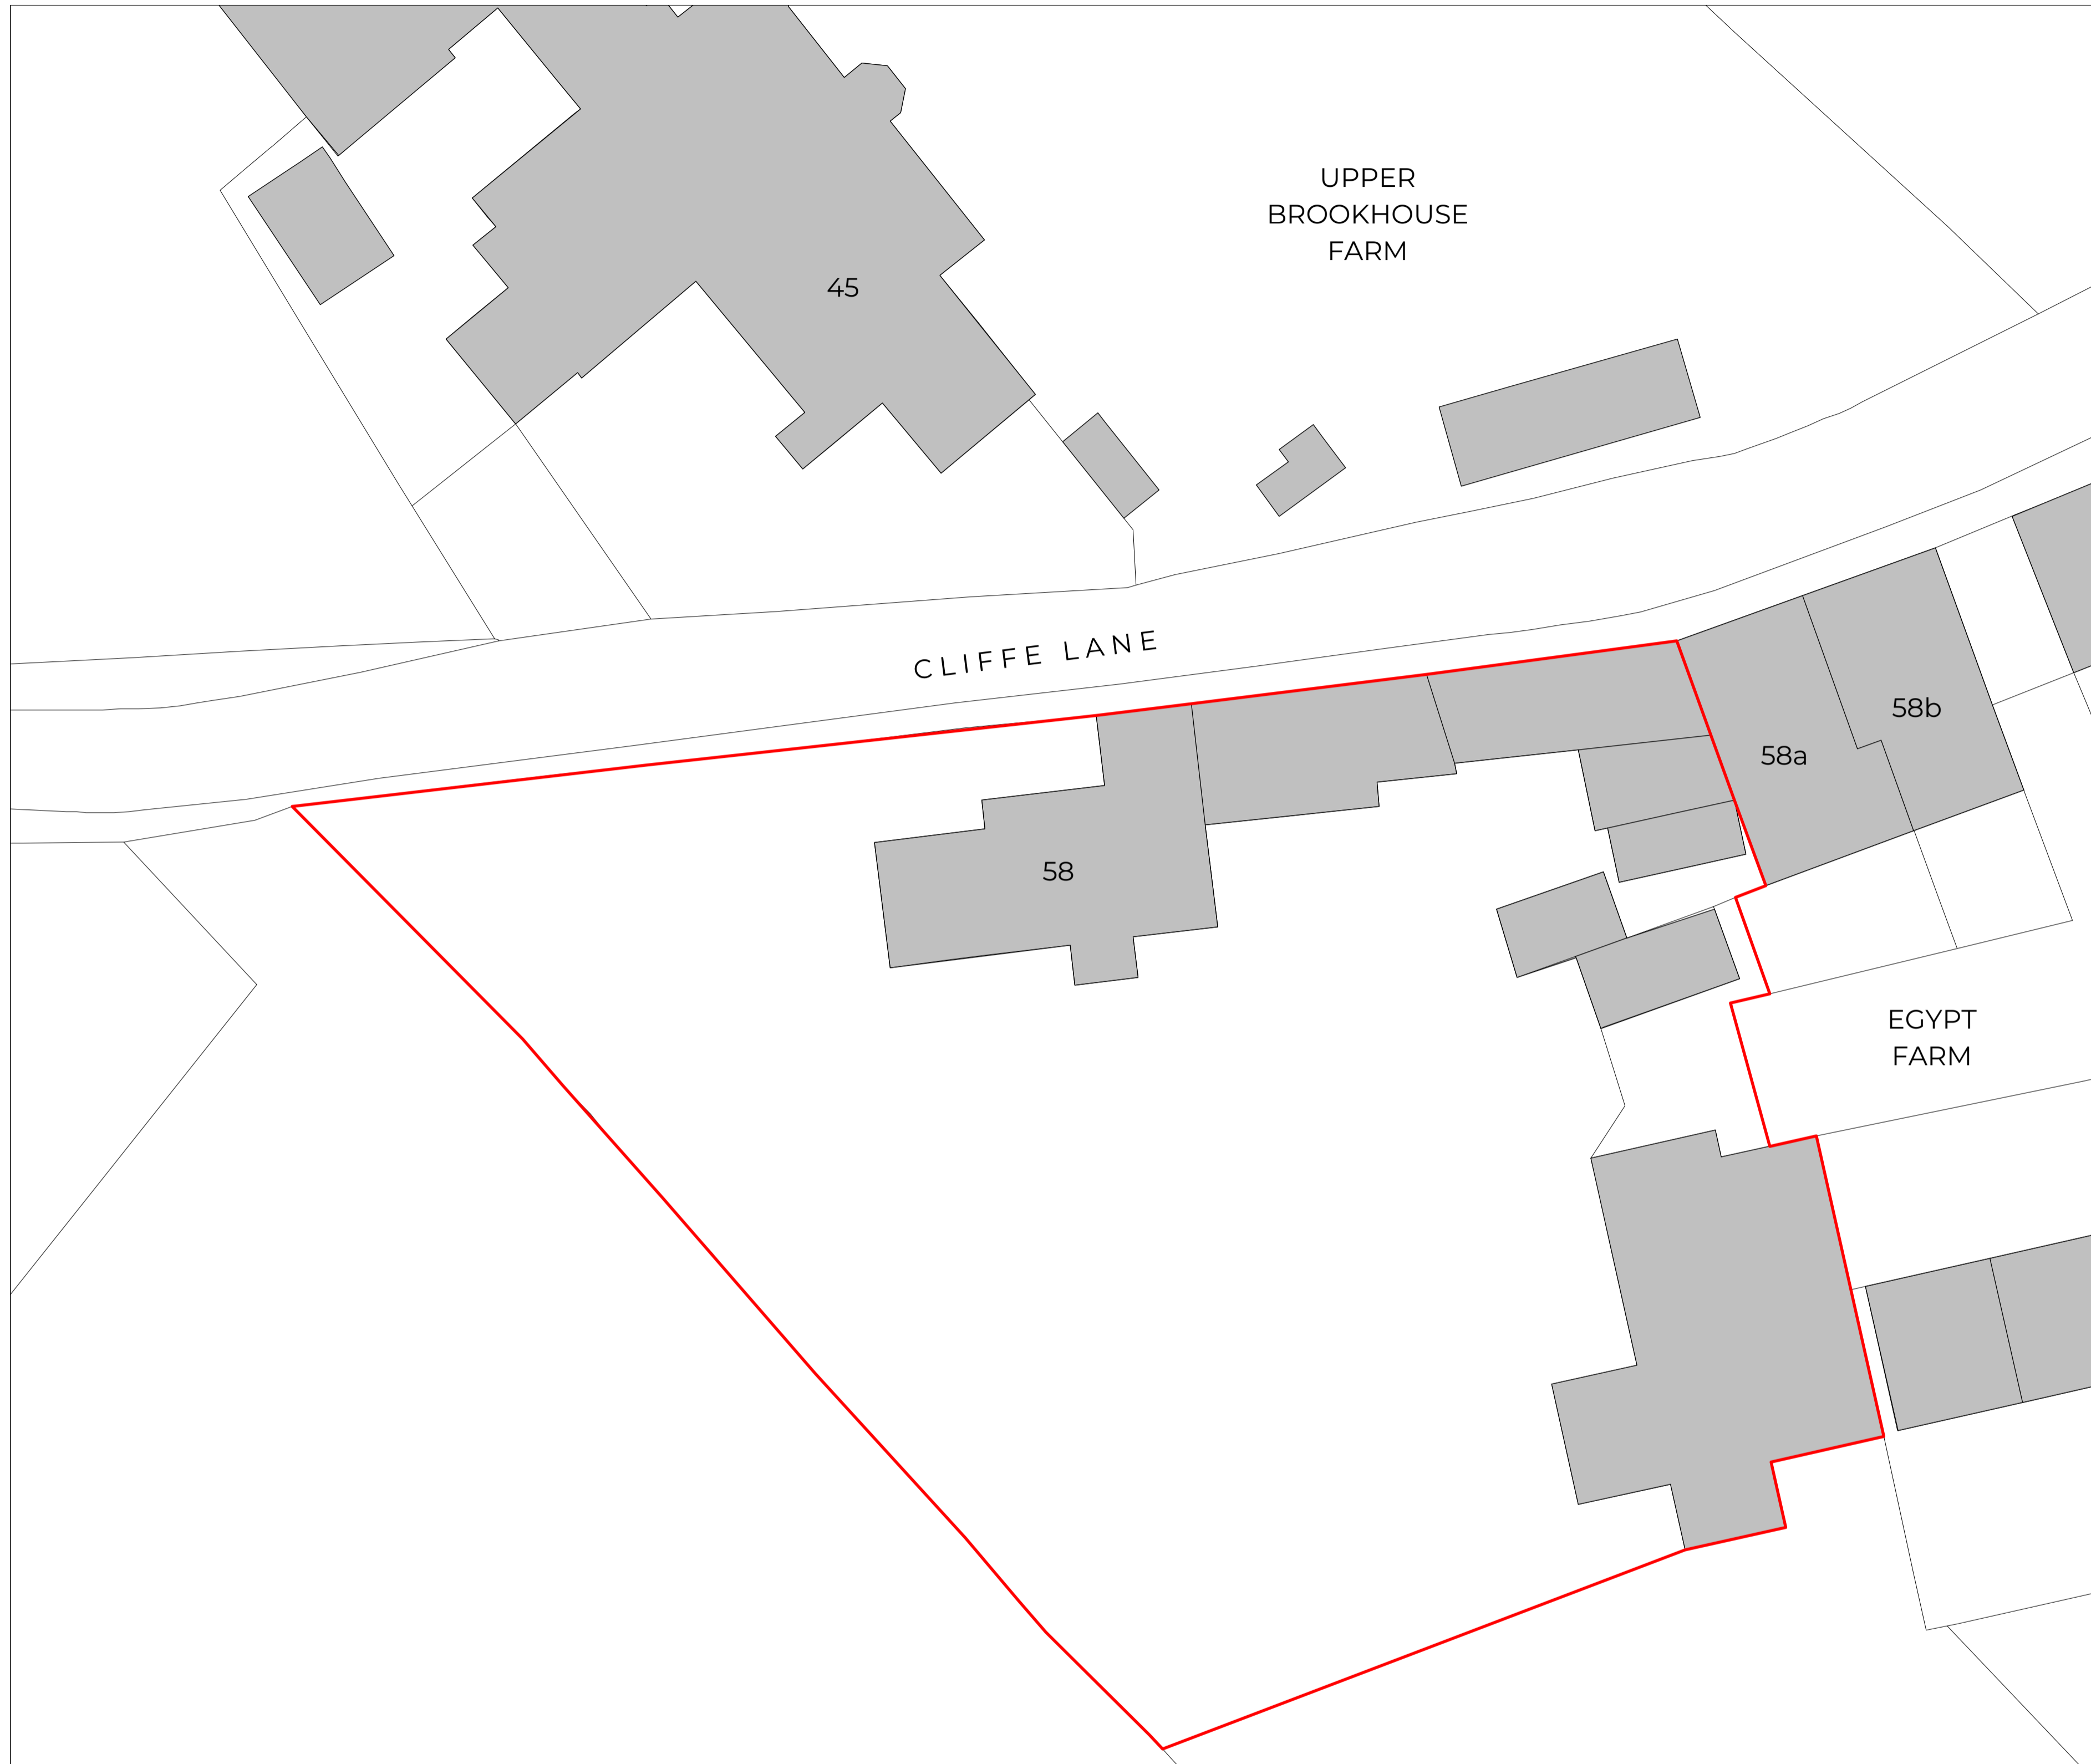 UPPER
BROOKHOUSE
FARM
45
CLIFFE LANE
58b
58a
58
EGYPT
FARM